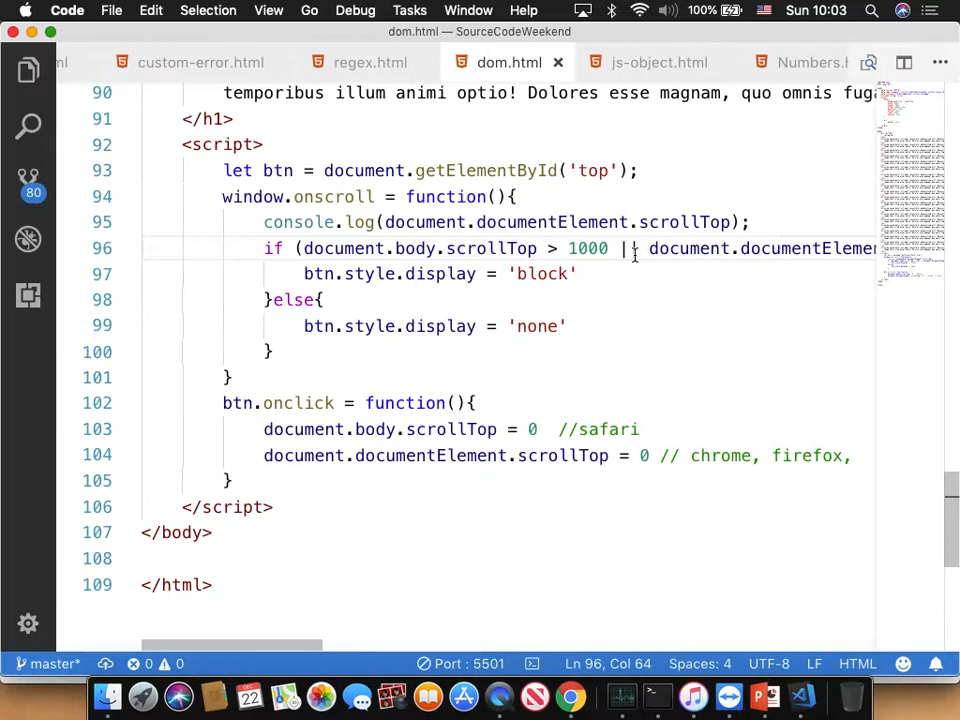 Code File Edit Selection View Go Debug Tasks Window Help 100% Sun 10:03
dom.html — SourceCodeWeekend
ml custom-error.html regex.html dom.html js-object.html Numbers.h
90 temporibus illum animi optio! Dolores esse magnam, quo omnis fuga
91 </h1>
92 <script>
93 let btn = document.getElementById('top');
94 window.onscroll = function(){
95 console.log(document.documentElement.scrollTop);
96 if (document.body.scrollTop > 1000 || document.documentElemen
97 btn.style.display = 'block'
98 }else{
99 btn.style.display = 'none'
100 }
101 }
102 btn.onclick = function(){
103 document.body.scrollTop = 0 //safari
104 document.documentElement.scrollTop = 0 // chrome, firefox,
105 }
106 </script>
107 </body>
108
109 </html>
80
master* 0 0 Port : 5501 Ln 96, Col 64 Spaces: 4 UTF-8 LF HTML
DEC
22